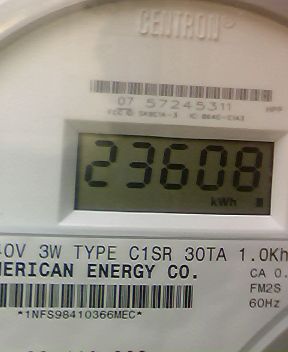 CENTRON
07 57245311
23608
kWh
40V 3W TYPE C1SR 30TA 1.0Kh
MERICAN ENERGY CO.
CA 0.
FM2S
60Hz
*1NFS98410366MEC*